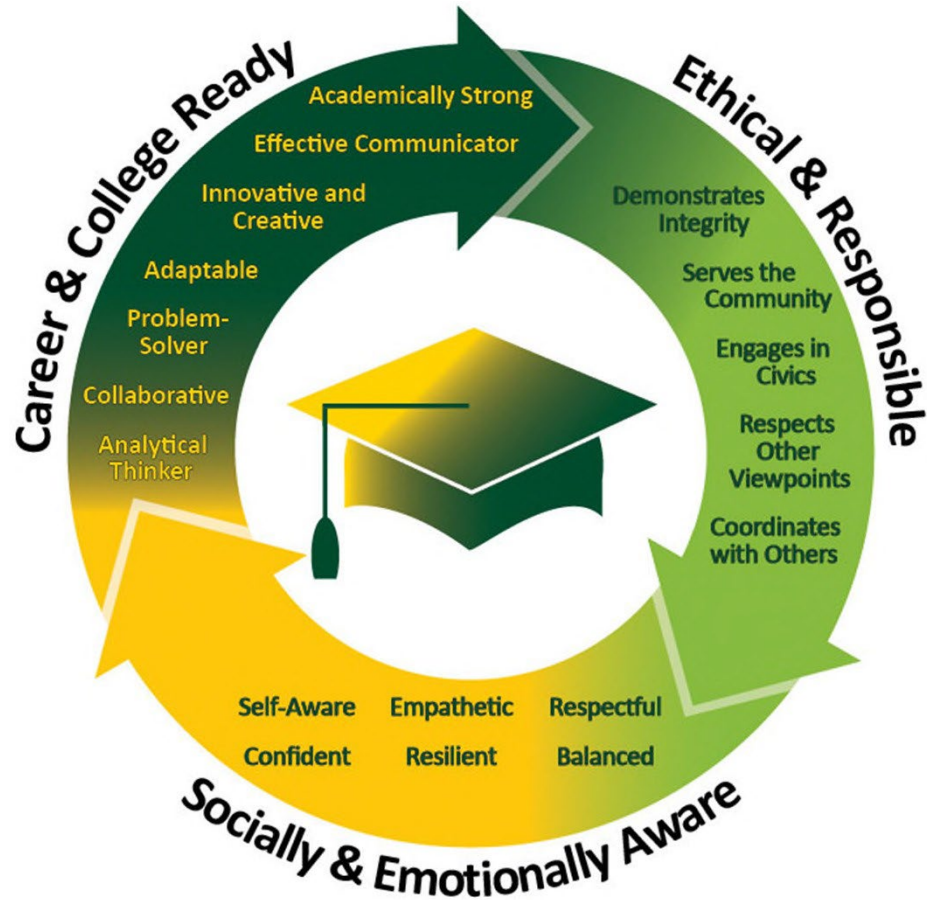 Career & College Ready
Academically Strong
Effective Communicator
Innovative and
Creative
Adaptable
Problem-
Solver
Collaborative
Analytical
Thinker
Ethical & Responsible
Demonstrates
Integrity
Serves the
Community
Engages in
Civics
Respects
Other
Viewpoints
Coordinates
with Others
Self-Aware Empathetic Respectful
Confident Resilient Balanced
Socially & Emotionally Aware